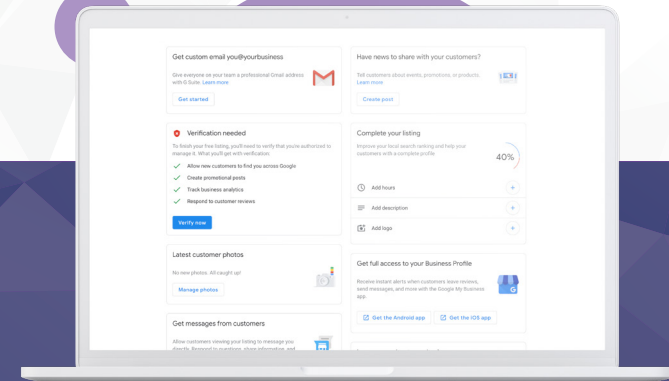 Get custom email you@yourbusiness
Give everyone on your team a professional Gmail address
with G Suite. Learn more
Get started
Verification needed
To finish your free listing, you'll need to verify that you're authorized to
manage it. What you'll get with verification:
Allow new customers to find you across Google
Create promotional posts
Track business analytics
Respond to customer reviews
Verify now
Latest customer photos
No new photos. All caught up!
Manage photos
Get messages from customers
Allow customers viewing your listing to message you
directly. Respond to questions, share information, and
Have news to share with your customers?
Tell customers about events, promotions, or products.
Learn more
Create post
Complete your listing
Improve your local search ranking and help your
customers with a complete profile
40%
Add hours
Add description
Add logo
Get full access to your Business Profile
Receive instant alerts when customers leave reviews,
send messages, and more with the Google My Business
app
Get the Android app
Get the iOS app